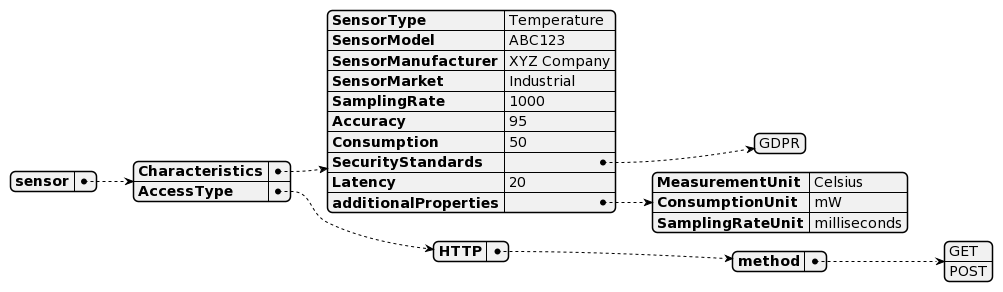 SensorType Temperature
SensorModel ABC123
SensorManufacturer XYZ Company
SensorMarket Industrial
SamplingRate 1000
Accuracy 95
Consumption 50
SecurityStandards
Latency 20
additionalProperties
GDPR
sensor
Characteristics
AccessType
MeasurementUnit Celsius
ConsumptionUnit mW
SamplingRateUnit milliseconds
HTTP
method
GET
POST